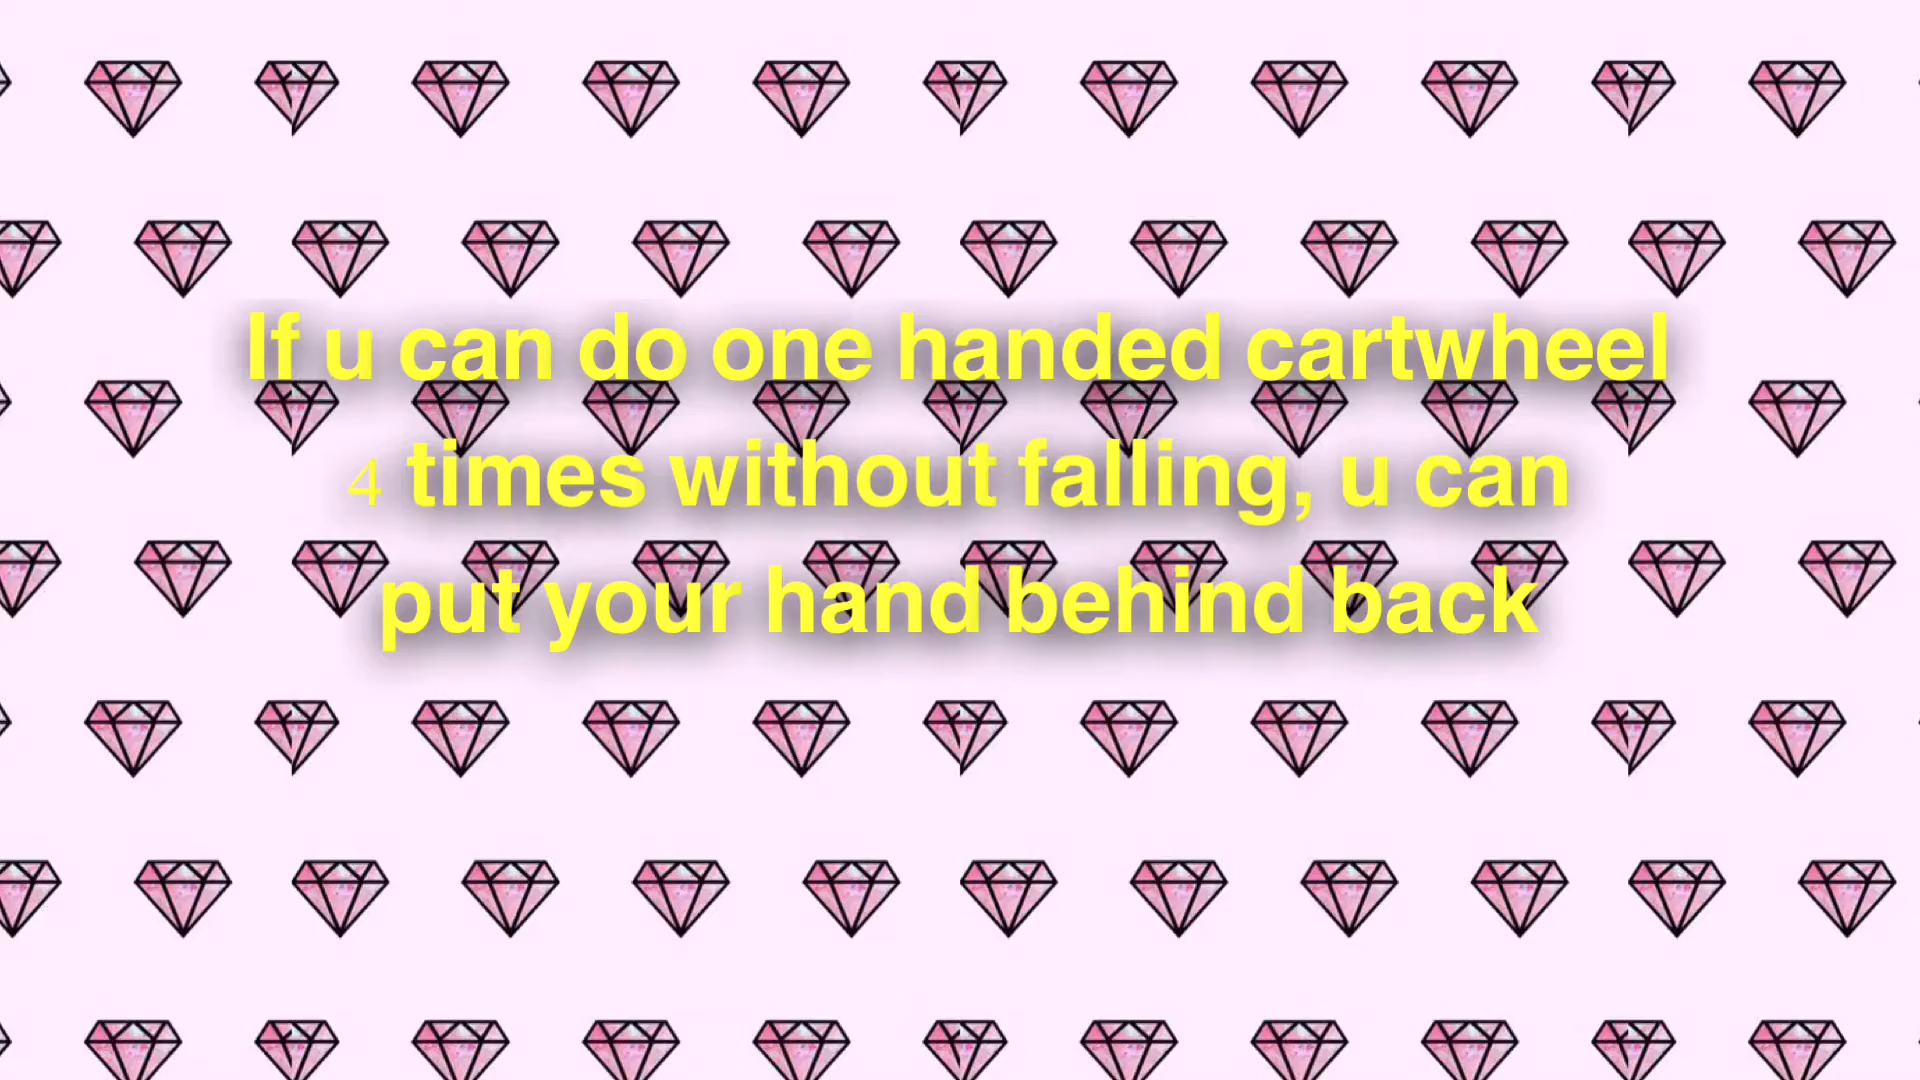 If u can do one handed cartwheel
4 times without falling, u can
put your hand behind back